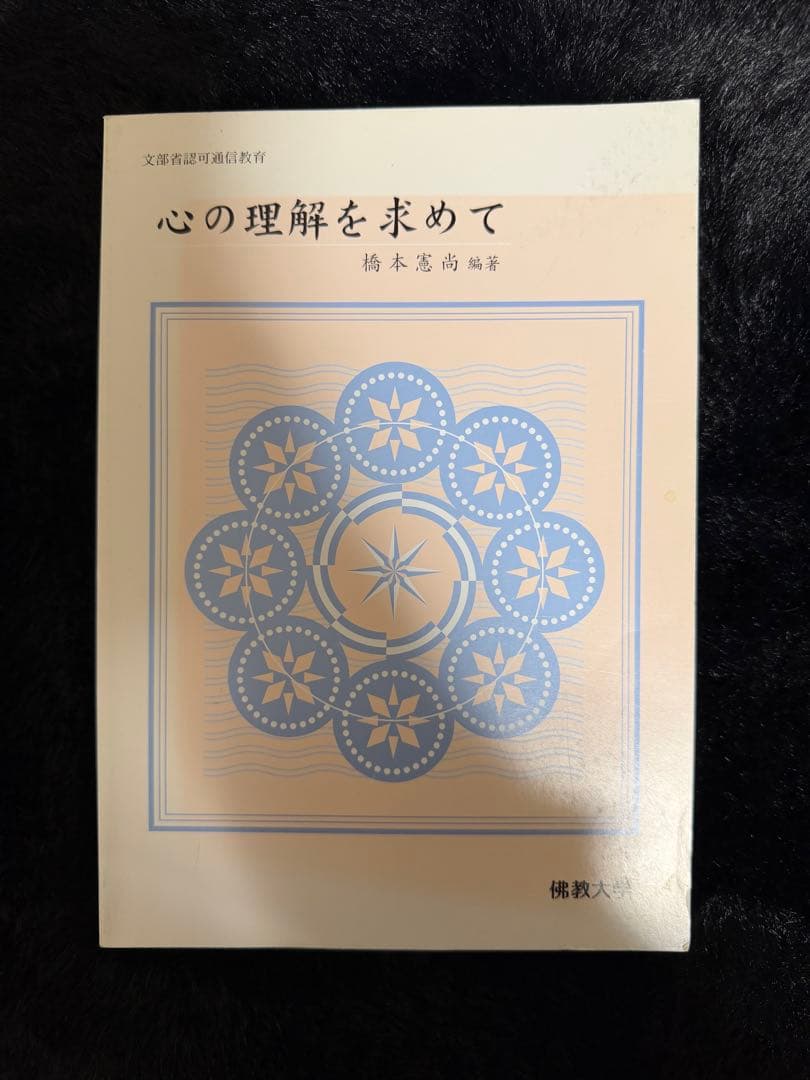 文部省認可通信教育
心の理解を求めて
橋本憲尚 編著
佛教大学